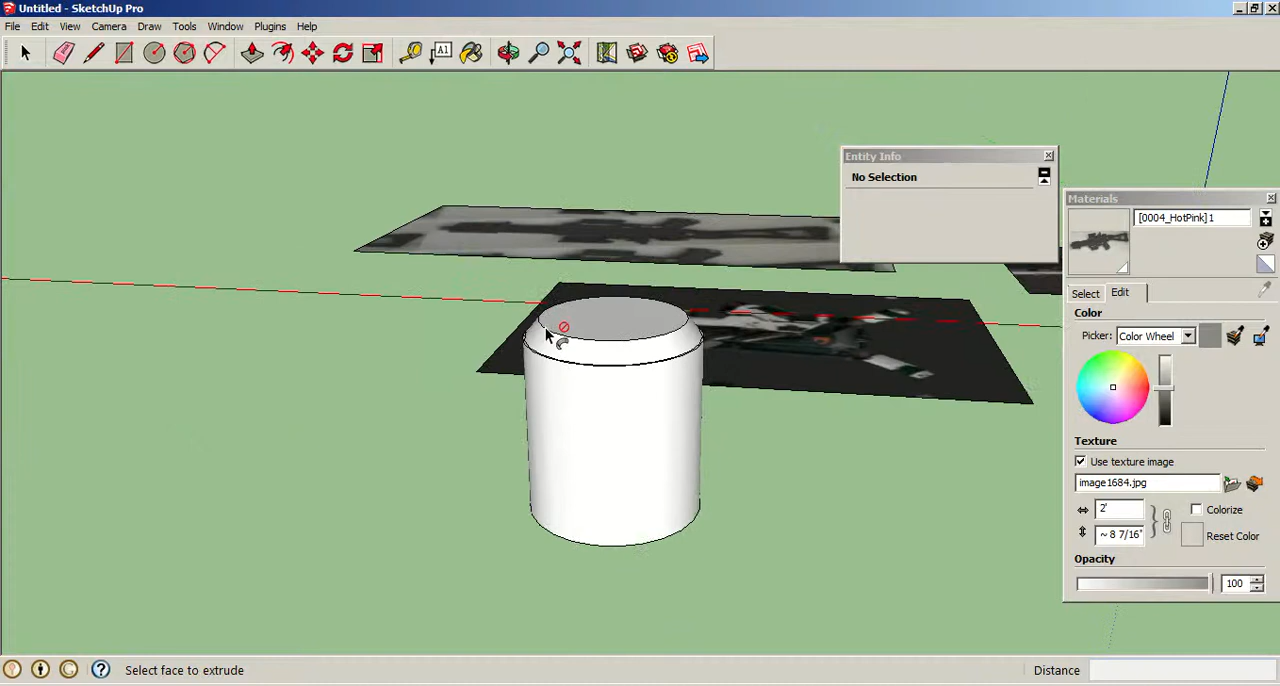 Untitled - SketchUp Pro
File Edit View Camera Draw Tools Window Plugins Help
A1
Entity Info
No Selection
Materials
[0004_HotPink]1
Select Edit
Color
Picker: Color Wheel
Texture
Use texture image
image1684.jpg
2'
Colorize
~ 8 7/16"
Reset Color
Opacity
100
Select face to extrude
Distance